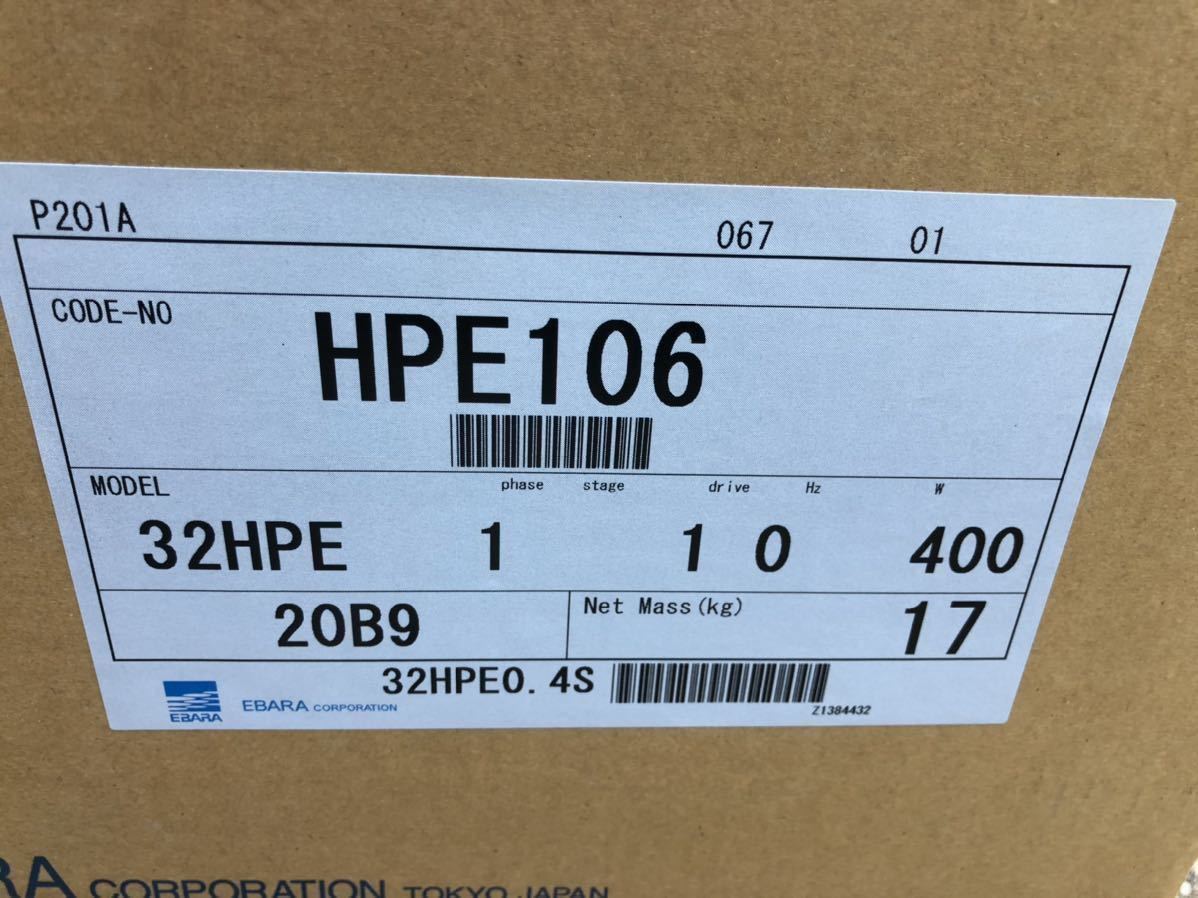 P201A 067 01
CODE-NO
HPE106
MODEL phase stage drive Hz W
32HPE 1 1 0 400
20B9 Net Mass(kg) 17
32HPE0.4S
Z1384432
EBARA
EBARA CORPORATION
RA CORPORATION TOKYO JAPAN